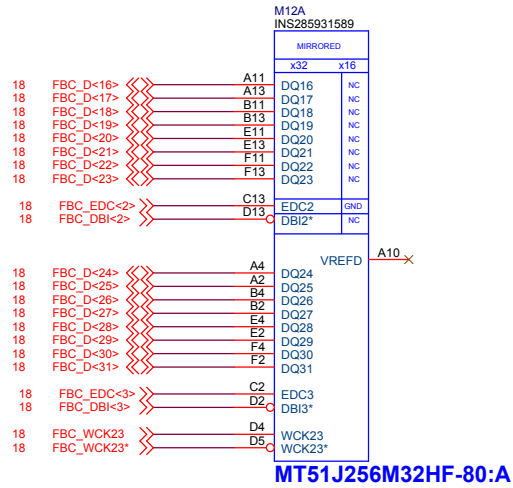 M12A
INS285931589
MIRRORED
x32 x16
18 FBC_D<16> A11 DQ16 NC
18 FBC_D<17> A13 DQ17 NC
18 FBC_D<18> B11 DQ18 NC
18 FBC_D<19> B13 DQ19 NC
18 FBC_D<20> E11 DQ20 NC
18 FBC_D<21> E13 DQ21 NC
18 FBC_D<22> F11 DQ22 NC
18 FBC_D<23> F13 DQ23 NC
18 FBC_EDC<2> C13 EDC2 GND
18 FBC_DBI<2> D13 DBI2* NC
VREFD A10
18 FBC_D<24> A4 DQ24
18 FBC_D<25> A2 DQ25
18 FBC_D<26> B4 DQ26
18 FBC_D<27> B2 DQ27
18 FBC_D<28> E4 DQ28
18 FBC_D<29> E2 DQ29
18 FBC_D<30> F4 DQ30
18 FBC_D<31> F2 DQ31
18 FBC_EDC<3> C2 EDC3
18 FBC_DBI<3> D2 DBI3*
18 FBC_WCK23 D4 WCK23
18 FBC_WCK23* D5 WCK23*
MT51J256M32HF-80:A